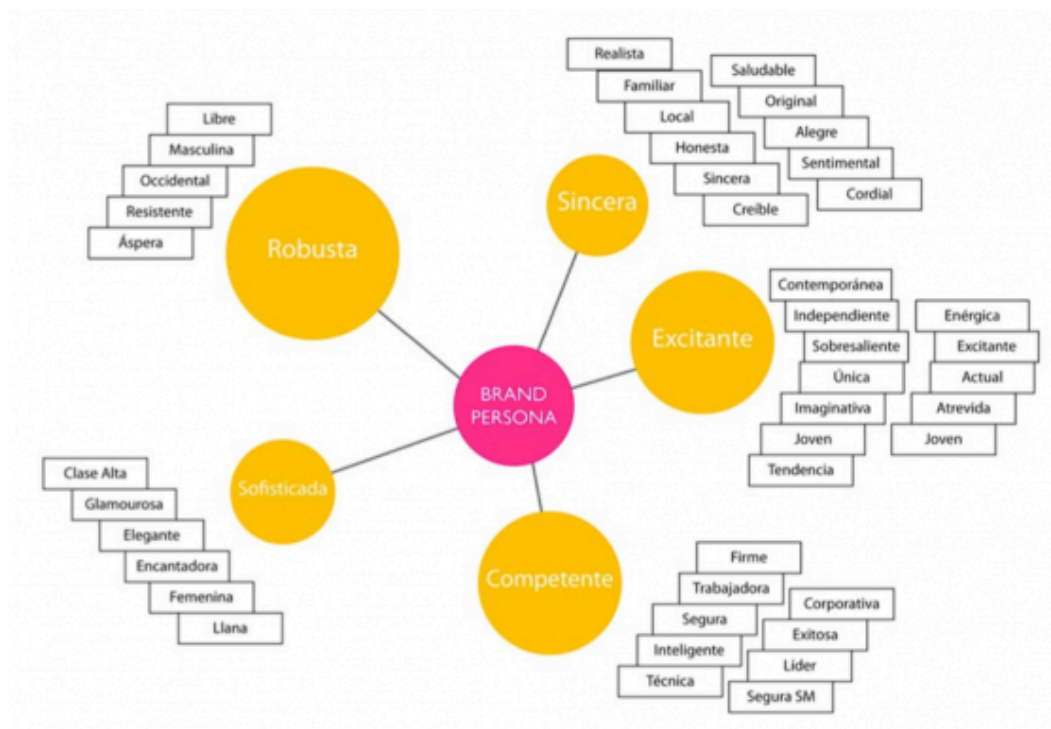 Realista
Familiar
Local
Honesta
Sincera
Creíble
Saludable
Original
Alegre
Sentimental
Cordial
Sincera
Libre
Masculina
Occidental
Resistente
Áspera
Robusta
Contemporánea
Independiente
Sobresaliente
Única
Imaginativa
Joven
Tendencia
Enérgica
Excitante
Actual
Atrevida
Joven
Excitante
BRAND
PERSONA
Clase Alta
Glamourosa
Elegante
Encantadora
Femenina
Llana
Sofisticada
Competente
Firme
Trabajadora
Segura
Inteligente
Técnica
Corporativa
Exitosa
Líder
Segura SM